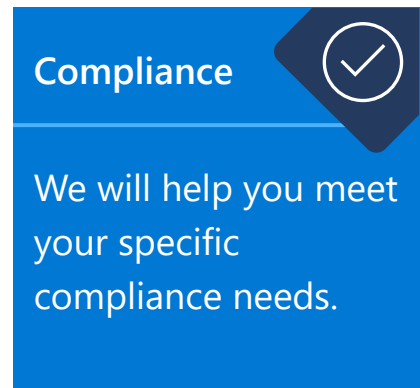 Compliance
We will help you meet
your specific
compliance needs.